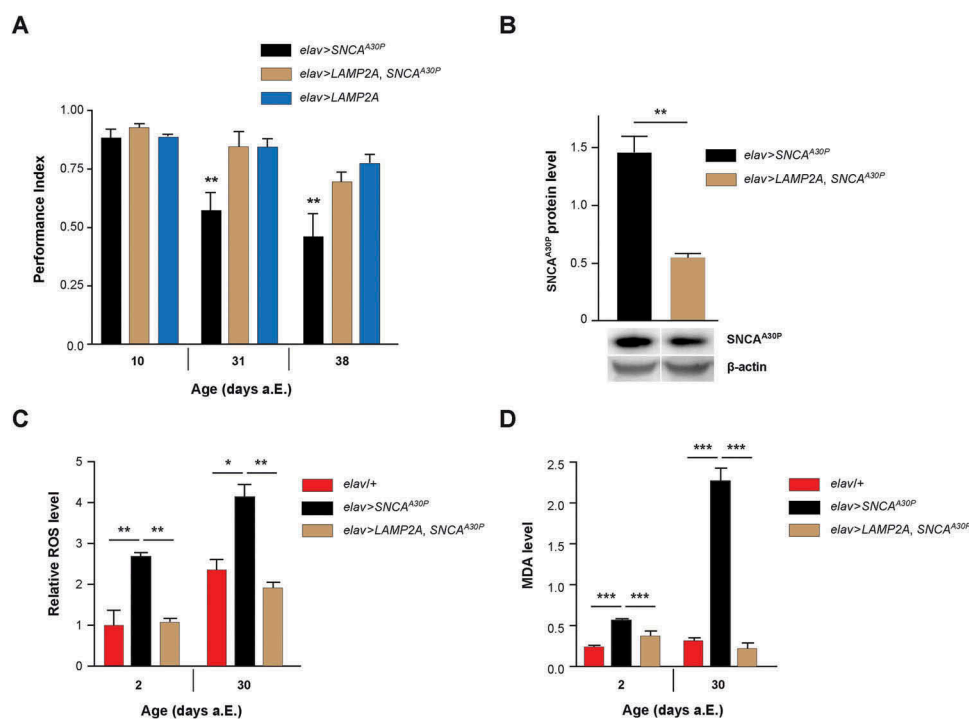 A
elav>SNCA^A30P
elav>LAMP2A, SNCA^A30P
elav>LAMP2A
1.00
0.75
0.50
0.25
0.0
**
**
Performance Index
10
31
38
Age (days a.E.)
B
**
elav>SNCA^A30P
elav>LAMP2A, SNCA^A30P
1.5
1.0
0.5
0
SNCA^A30P protein level
SNCA^A30P
β-actin
C
elav/+
elav>SNCA^A30P
elav>LAMP2A, SNCA^A30P
5
4
3
2
1
0
** **
* **
Relative ROS level
2
30
Age (days a.E.)
D
elav/+
elav>SNCA^A30P
elav>LAMP2A, SNCA^A30P
2.5
2.0
1.5
1.0
0.5
0.0
*** ***
*** ***
MDA level
2
30
Age (days a.E.)